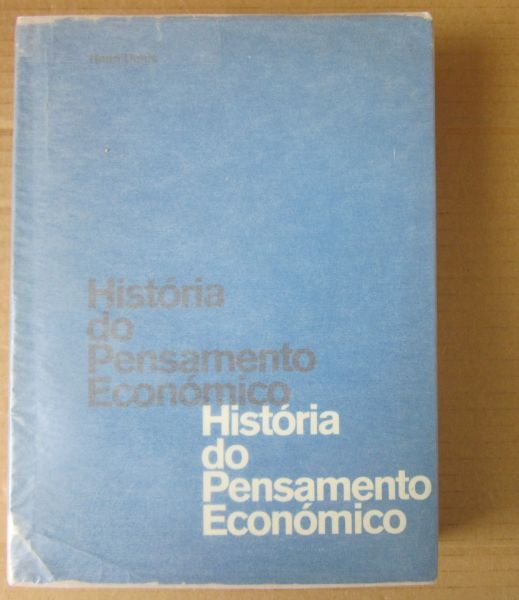 Henri Denis
História
do
Pensamento
Económico
História
do
Pensamento
Económico